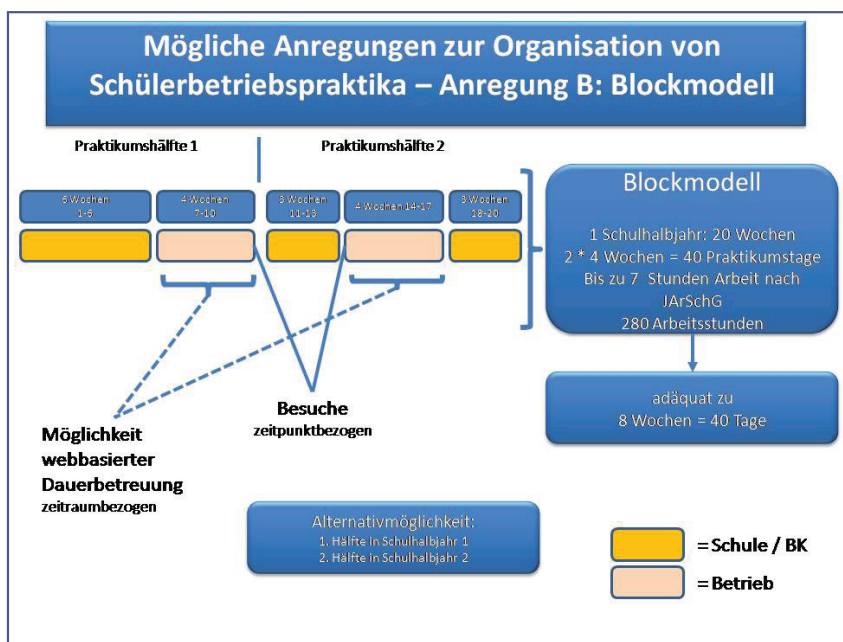 Mögliche Anregungen zur Organisation von
Schülerbetriebspraktika – Anregung B: Blockmodell
Praktikumshälfte 1
Praktikumshälfte 2
6 Wochen
1-6
4 Wochen
7-10
3 Wochen
11-13
4 Wochen 14-17
3 Wochen
18-20
Blockmodell
1 Schulhalbjahr: 20 Wochen
2 * 4 Wochen = 40 Praktikumstage
Bis zu 7 Stunden Arbeit nach
JArSchG
280 Arbeitsstunden
adäquat zu
8 Wochen = 40 Tage
Besuche
zeitpunktbezogen
Möglichkeit
webbasierter
Dauerbetreuung
zeitraumbezogen
Alternativmöglichkeit:
1. Hälfte in Schulhalbjahr 1
2. Hälfte in Schulhalbjahr 2
= Schule / BK
= Betrieb